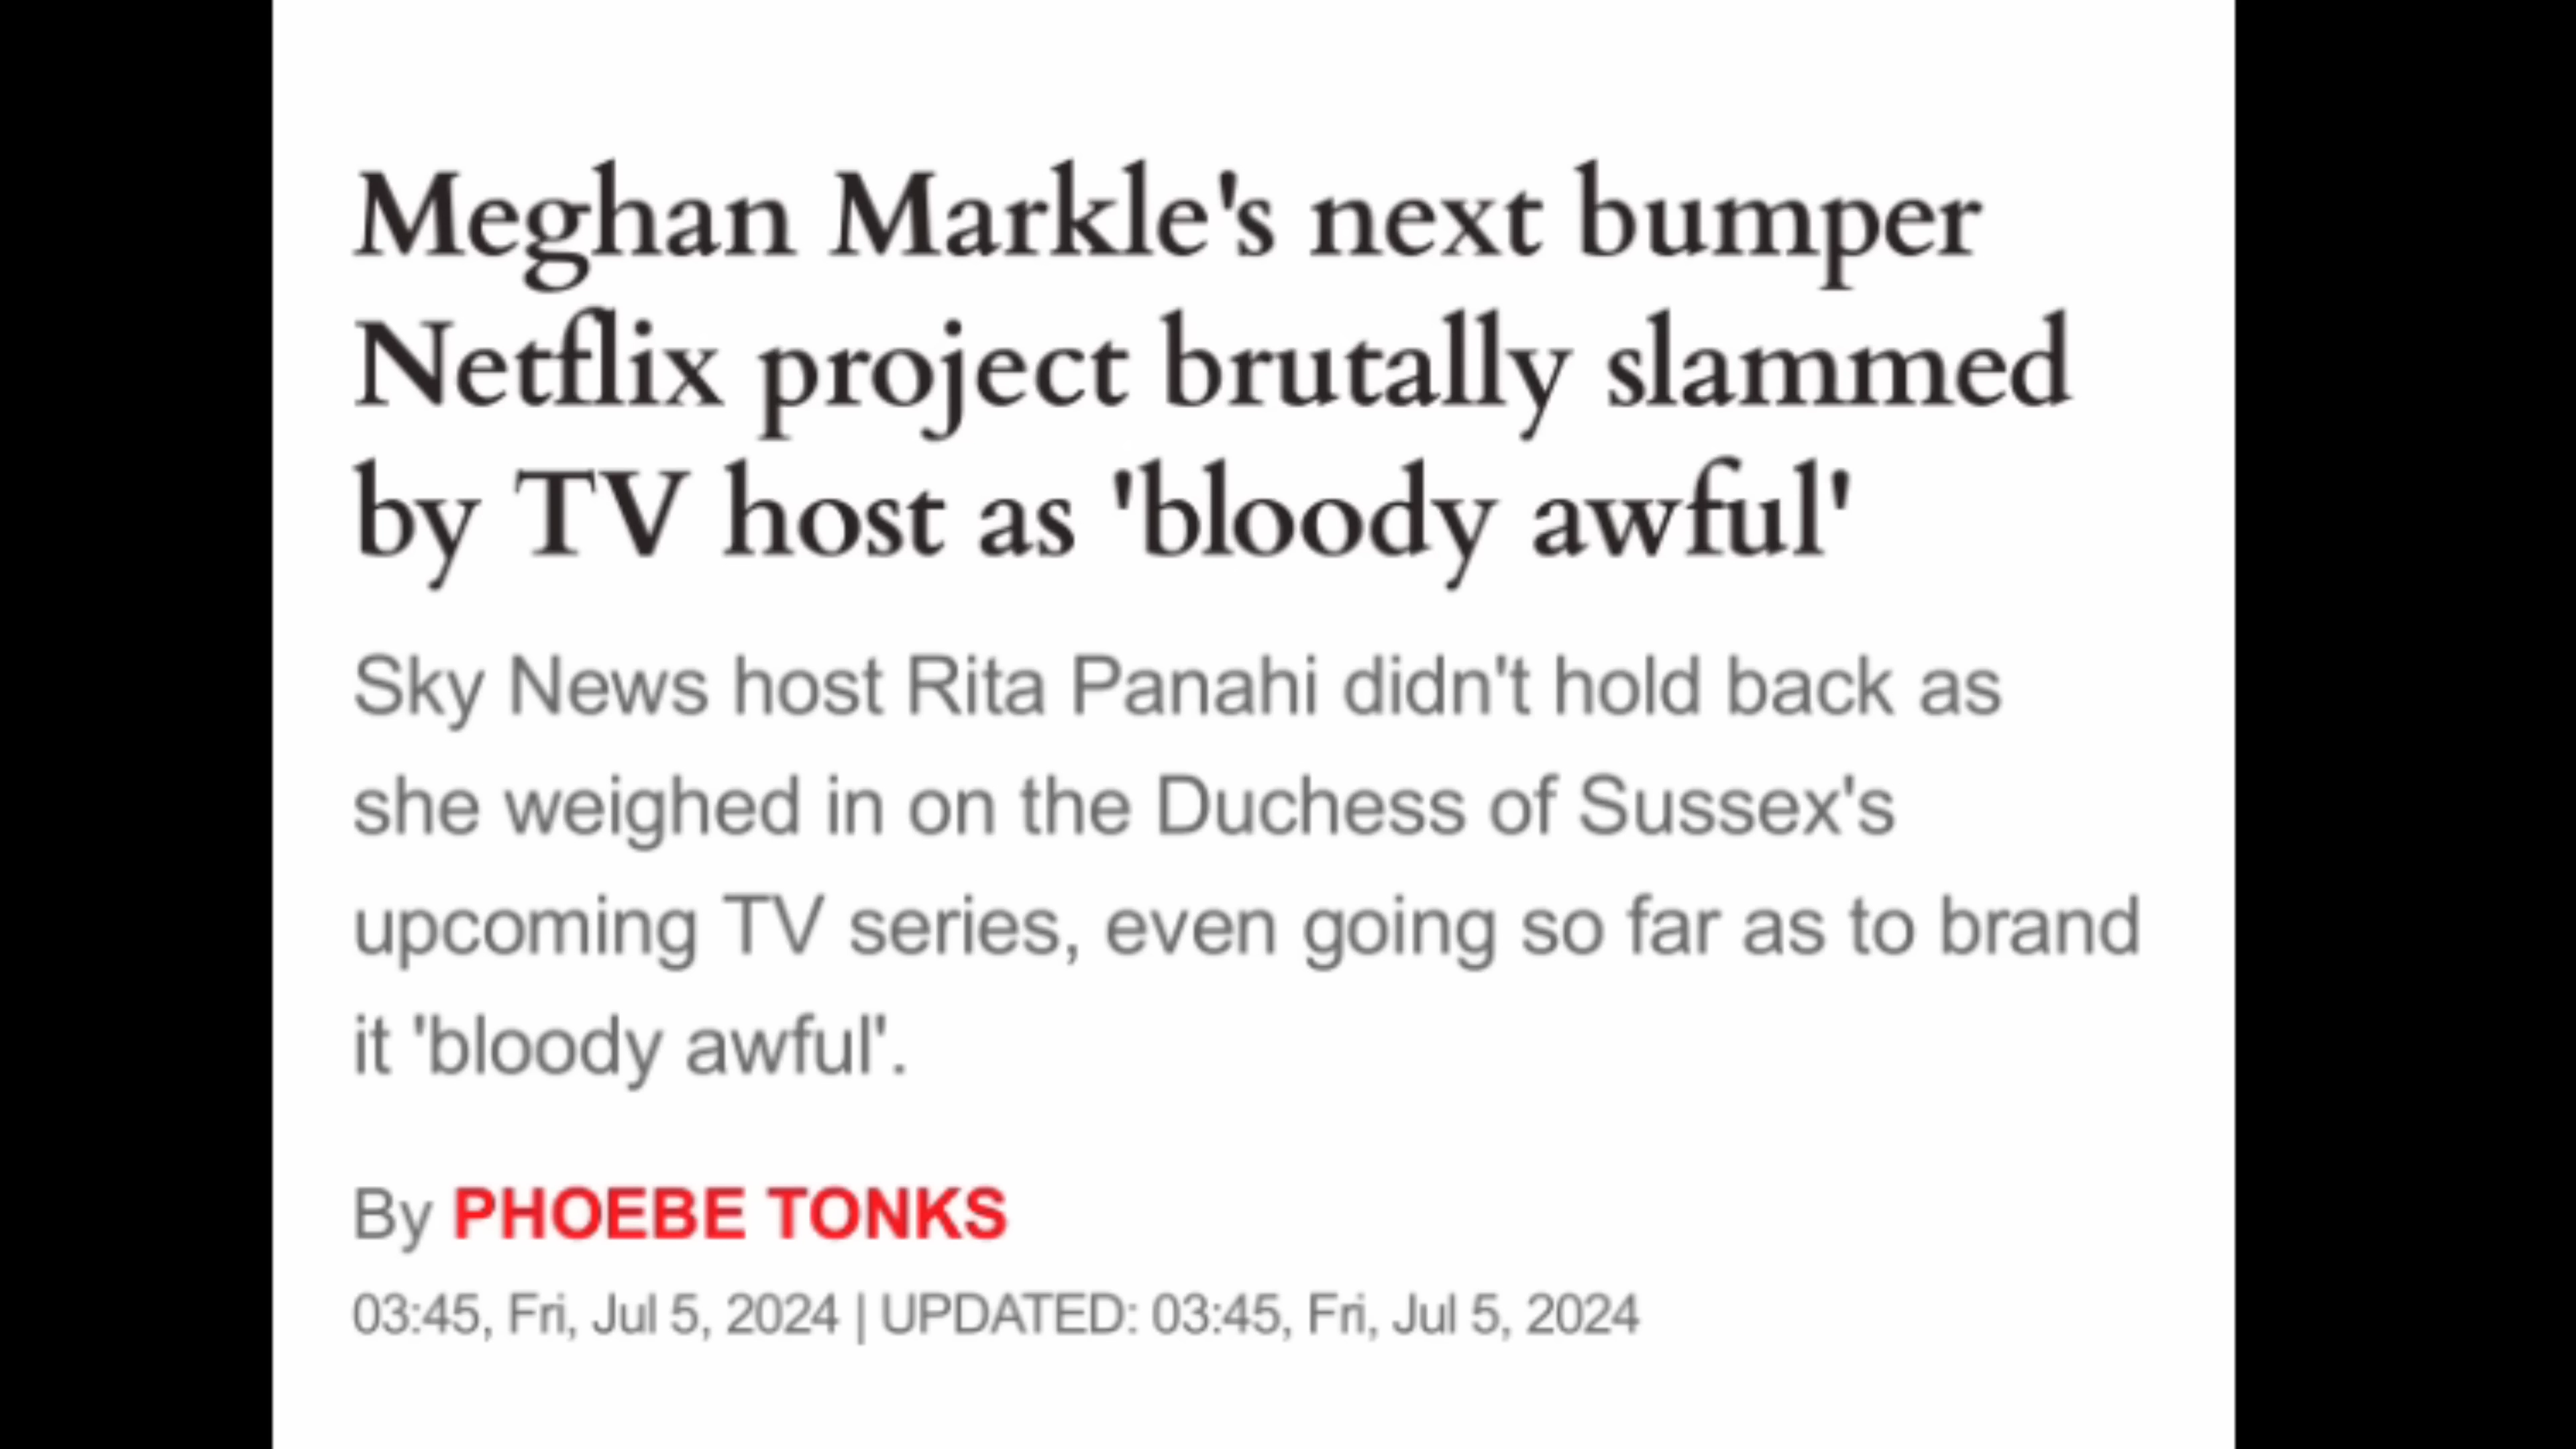 Meghan Markle's next bumper
Netflix project brutally slammed
by TV host as 'bloody awful'
Sky News host Rita Panahi didn't hold back as
she weighed in on the Duchess of Sussex's
upcoming TV series, even going so far as to brand
it 'bloody awful'.
By PHOEBE TONKS
03:45, Fri, Jul 5, 2024 | UPDATED: 03:45, Fri, Jul 5, 2024